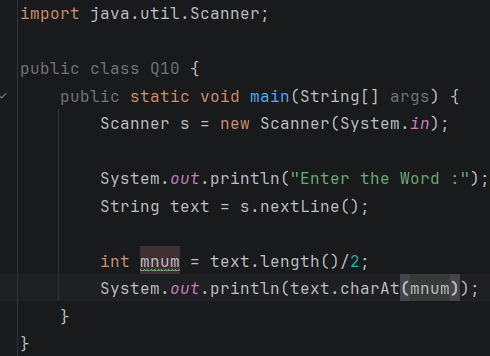 import java.util.Scanner;
public class Q10 {
public static void main(String[] args) {
Scanner s = new Scanner(System.in);
System.out.println("Enter the Word :");
String text = s.nextLine();
int mnum = text.length()/2;
System.out.println(text.charAt(mnum));
}
}